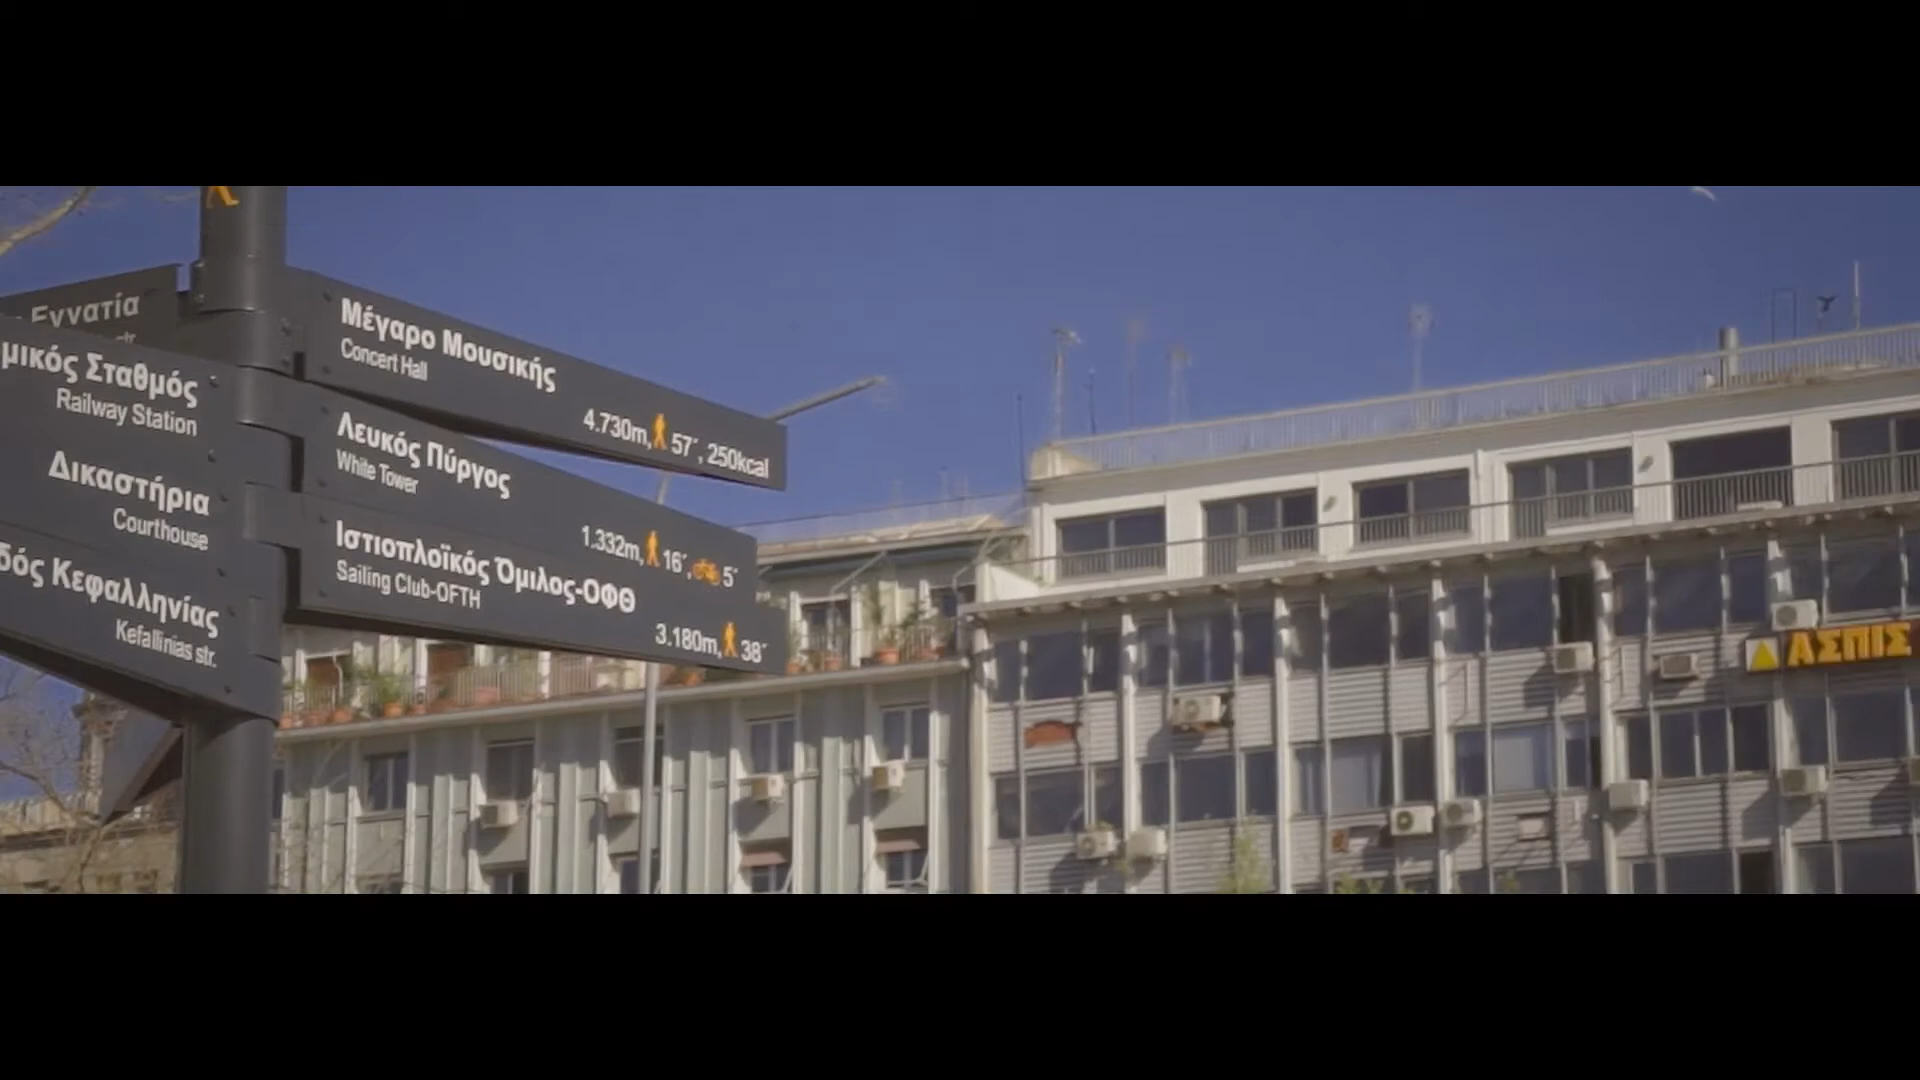 Εγνατία
str.
μικός Σταθμός
Railway Station
Δικαστήρια
Courthouse
δός Κεφαλληνίας
Kefallinias str.
Μέγαρο Μουσικής
Concert Hall
4.730m, 57΄, 250kcal
Λευκός Πύργος
White Tower
1.332m, 16΄, 5΄
Ιστιοπλοϊκός Όμιλος-ΟΦΘ
Sailing Club-OFTH
3.180m, 38΄
ΑΣΠΙΣ